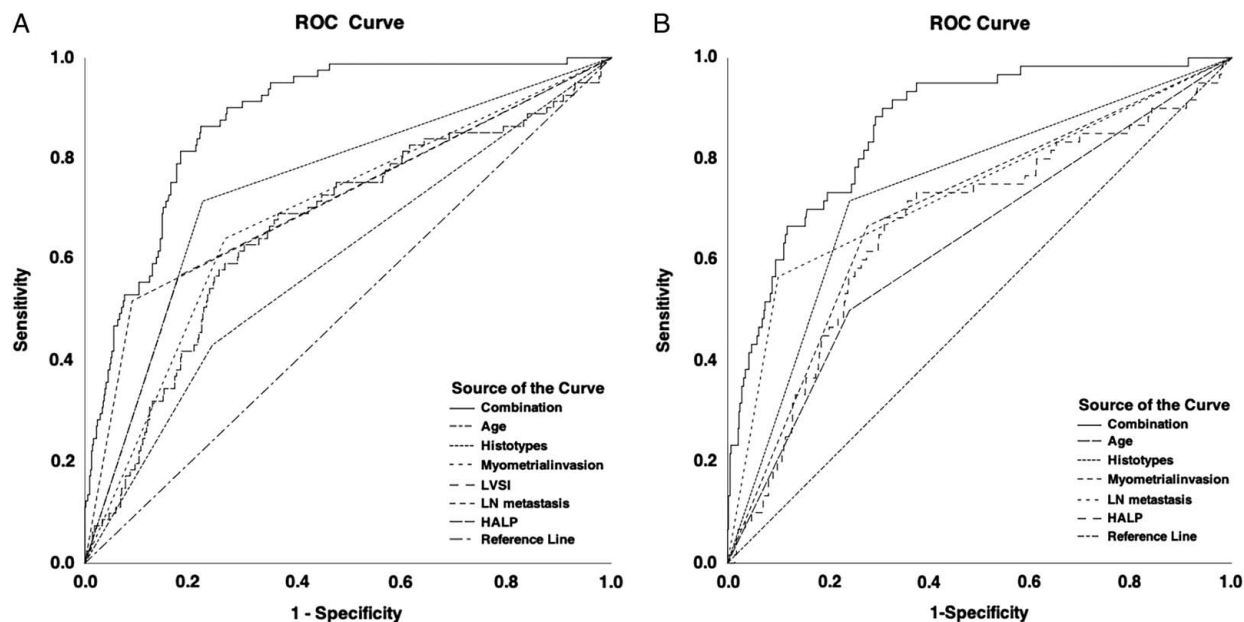 A
ROC Curve
1.0
0.8
0.6
0.4
0.2
0.0
Sensitivity
0.0 0.2 0.4 0.6 0.8 1.0
1 - Specificity
Source of the Curve
Combination
Age
Histotypes
Myometrialinvasion
LVSI
LN metastasis
HALP
Reference Line
B
ROC Curve
1.0
0.8
0.6
0.4
0.2
0.0
Sensitivity
0.0 0.2 0.4 0.6 0.8 1.0
1-Specificity
Source of the Curve
Combination
Age
Histotypes
Myometrialinvasion
LN metastasis
HALP
Reference Line